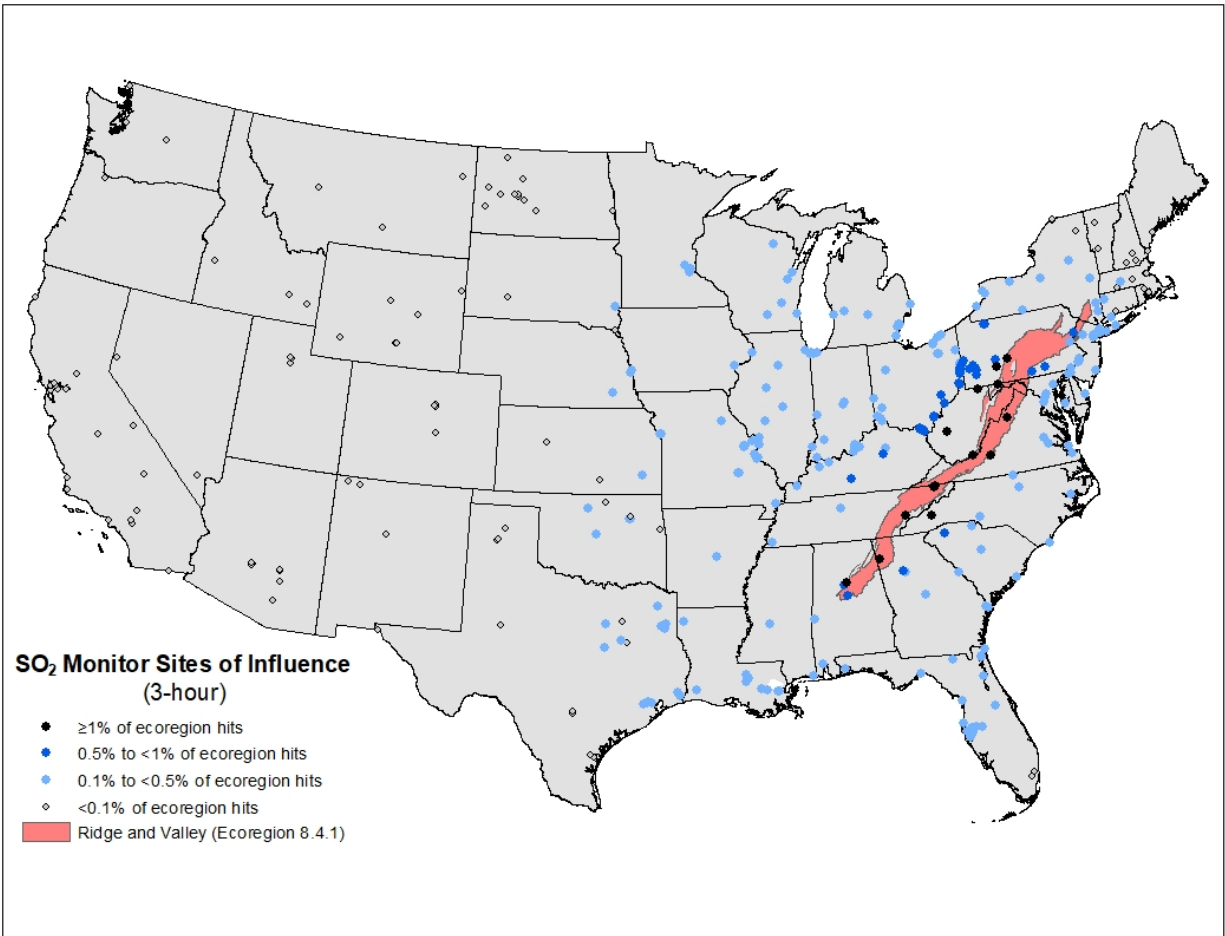 SO₂ Monitor Sites of Influence
(3-hour)
≥1% of ecoregion hits
0.5% to <1% of ecoregion hits
0.1% to <0.5% of ecoregion hits
<0.1% of ecoregion hits
Ridge and Valley (Ecoregion 8.4.1)